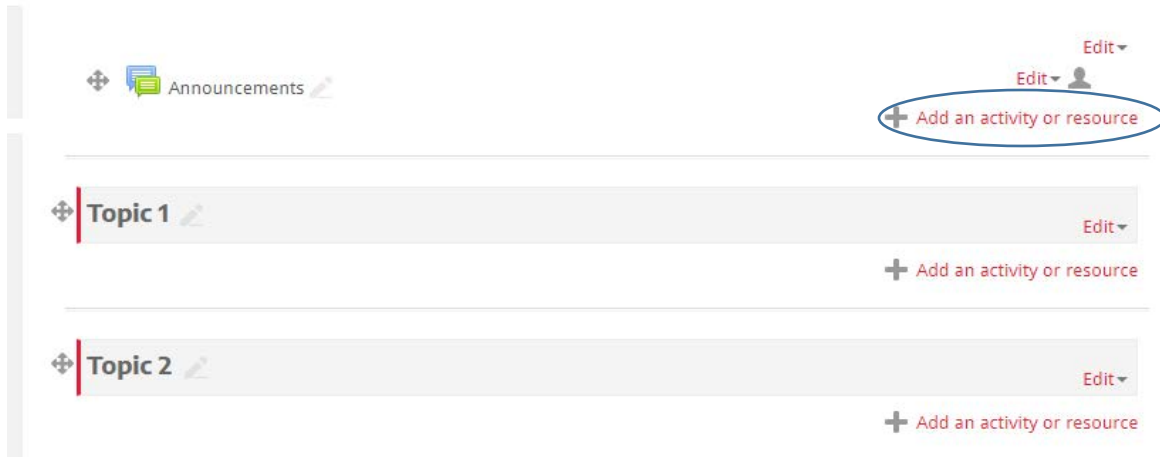 Edit
Announcements Edit
Add an activity or resource
Topic 1
Edit
Add an activity or resource
Topic 2
Edit
Add an activity or resource